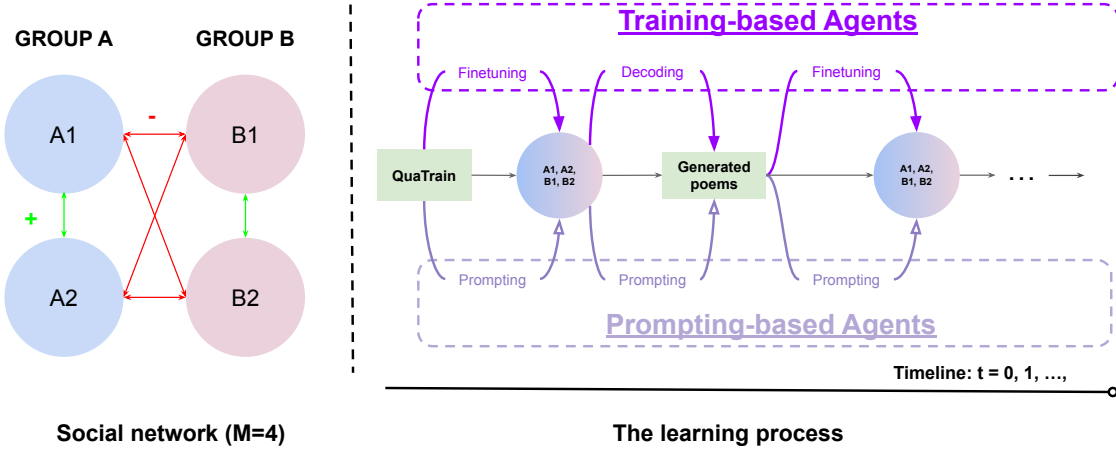 GROUP A
GROUP B
A1
-
B1
+
A2
B2
Social network (M=4)
Training-based Agents
Finetuning
Decoding
Finetuning
QuaTrain
A1, A2,
B1, B2
Generated
poems
A1, A2,
B1, B2
...
Prompting
Prompting
Prompting
Prompting-based Agents
Timeline: t = 0, 1, ...,
The learning process